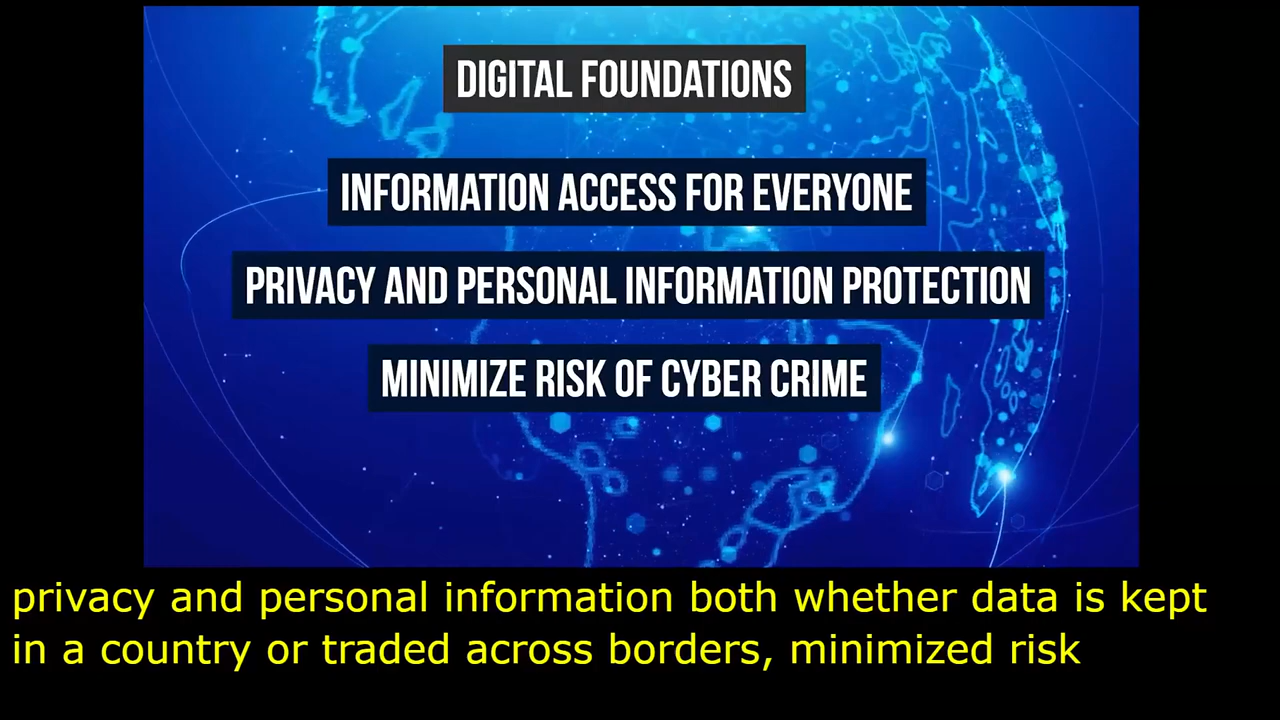 DIGITAL FOUNDATIONS
INFORMATION ACCESS FOR EVERYONE
PRIVACY AND PERSONAL INFORMATION PROTECTION
MINIMIZE RISK OF CYBER CRIME
privacy and personal information both whether data is kept
in a country or traded across borders, minimized risk